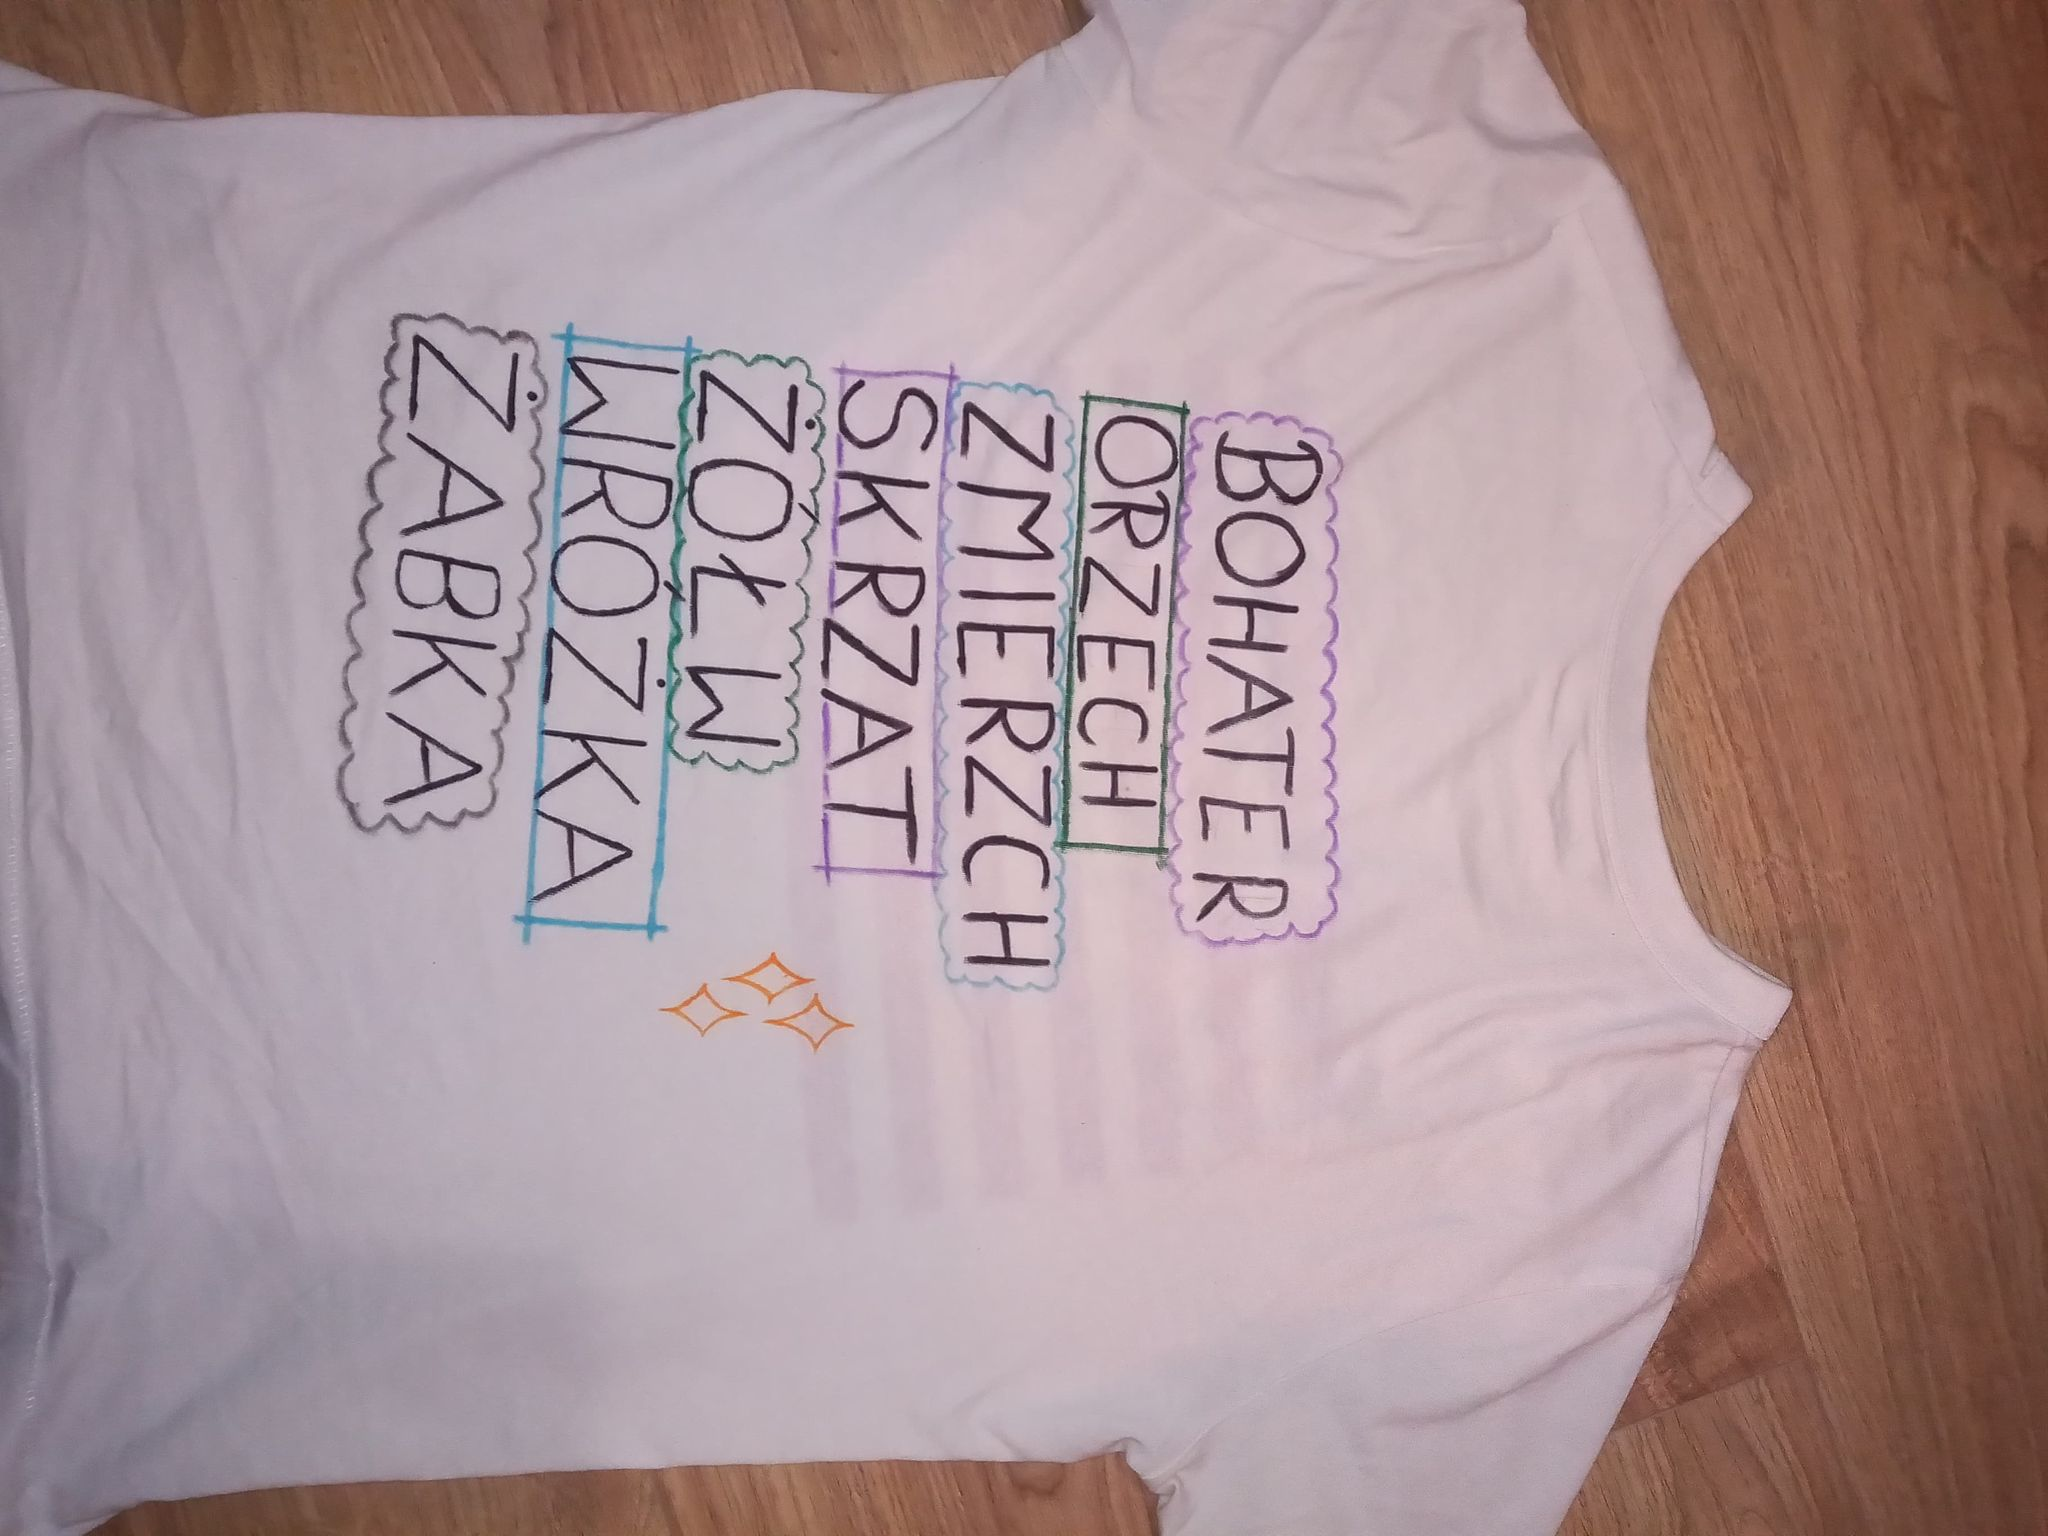 BOHATER
ORZECH
ZMIERZCH
SKRZAT
ŻÓŁW
WRÓŻKA
ŻABKA